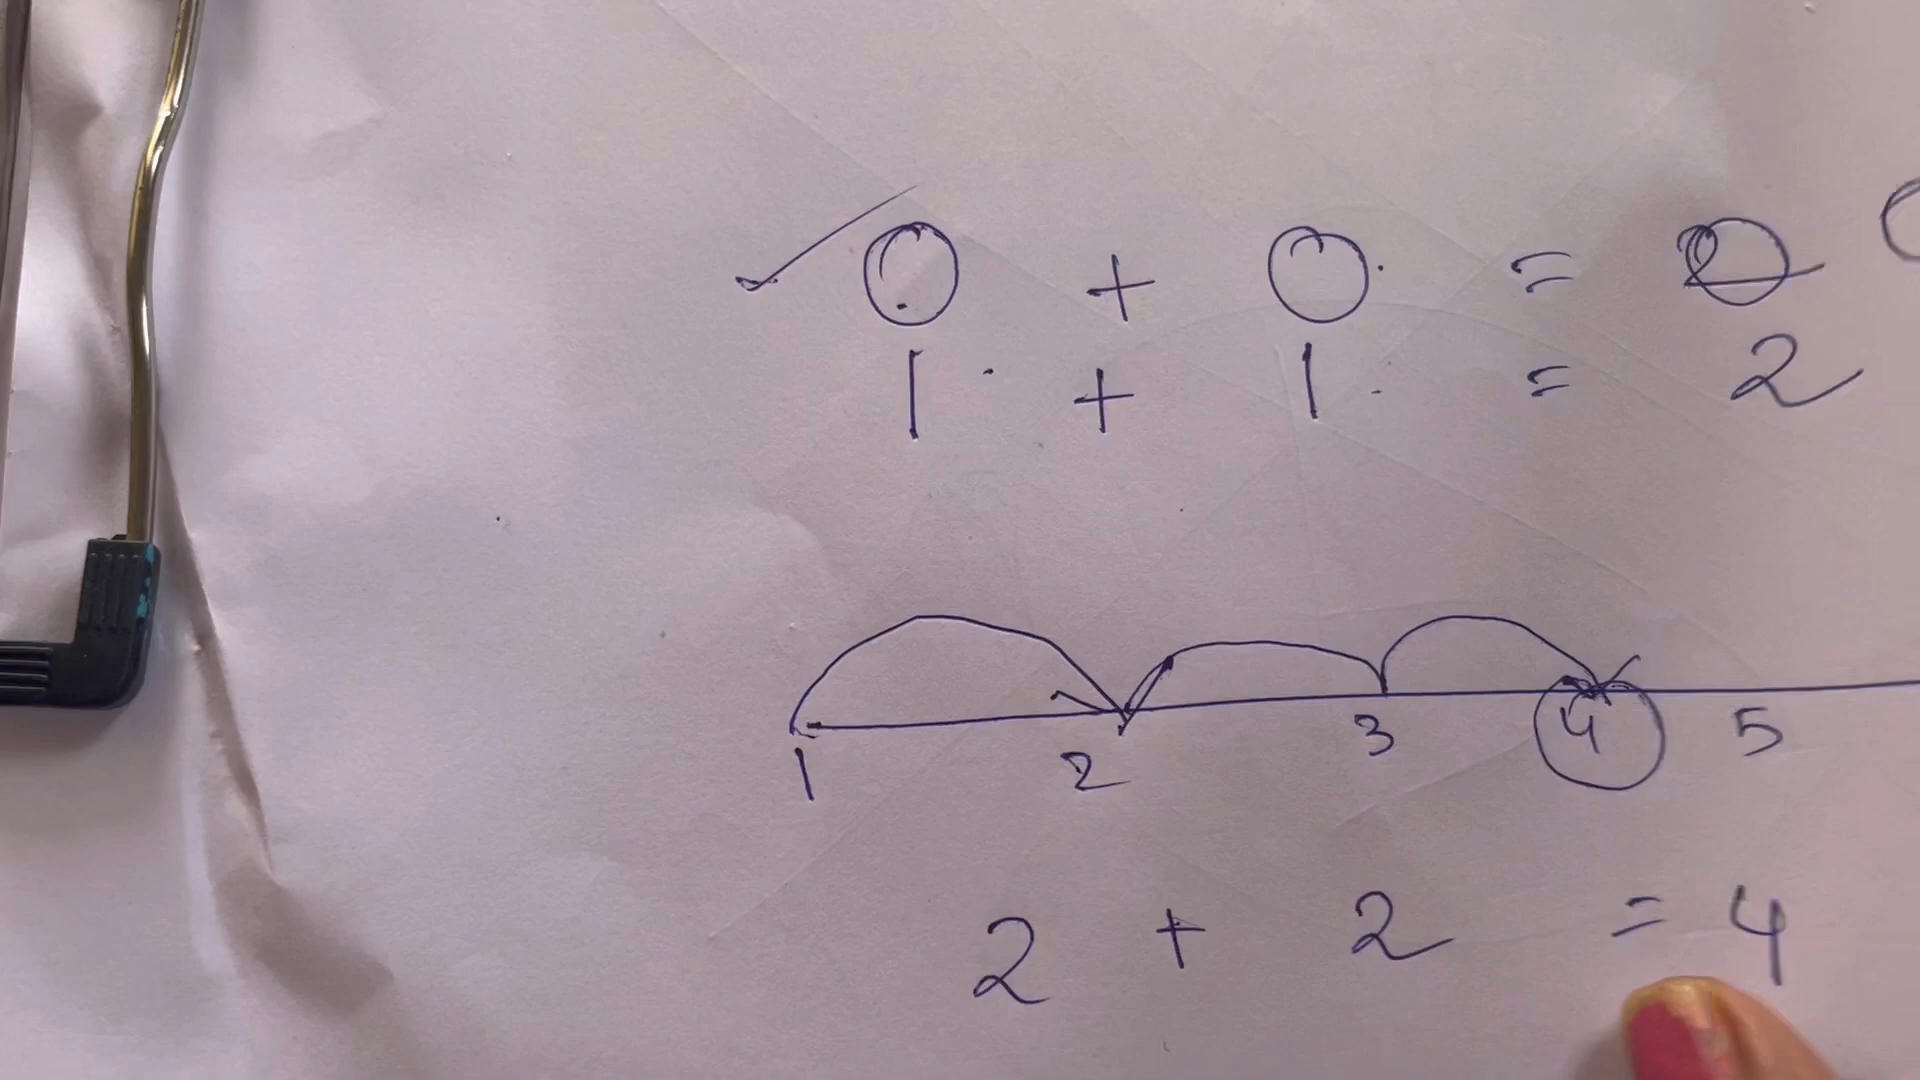 + =
1 + 1 = 2
1 2 3 4 5
2 + 2 = 4